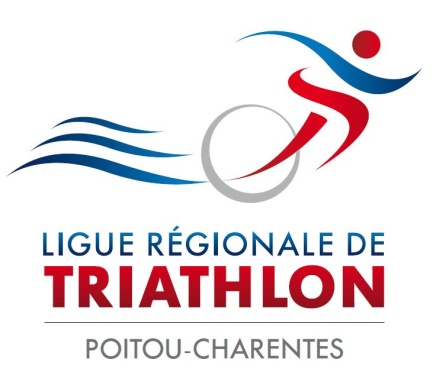 LIGUE RÉGIONALE DE
TRIATHLON
POITOU-CHARENTES